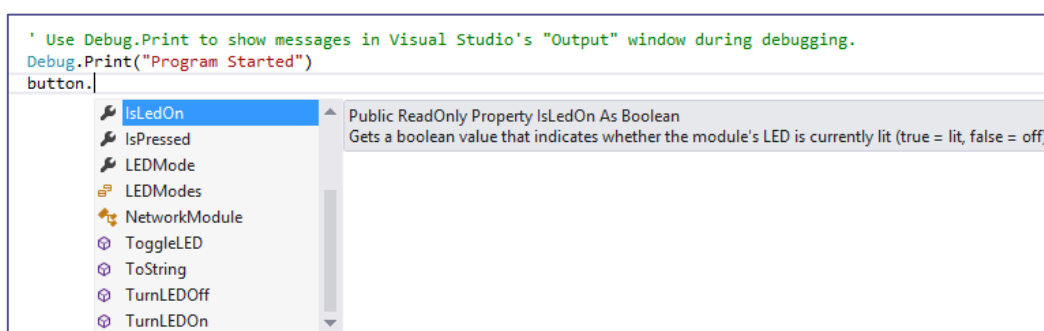 ' Use Debug.Print to show messages in Visual Studio's "Output" window during debugging.
Debug.Print("Program Started")
button.
IsLedOn
IsPressed
LEDMode
LEDModes
NetworkModule
ToggleLED
ToString
TurnLEDOff
TurnLEDOn
Public ReadOnly Property IsLedOn As Boolean
Gets a boolean value that indicates whether the module's LED is currently lit (true = lit, false = off)